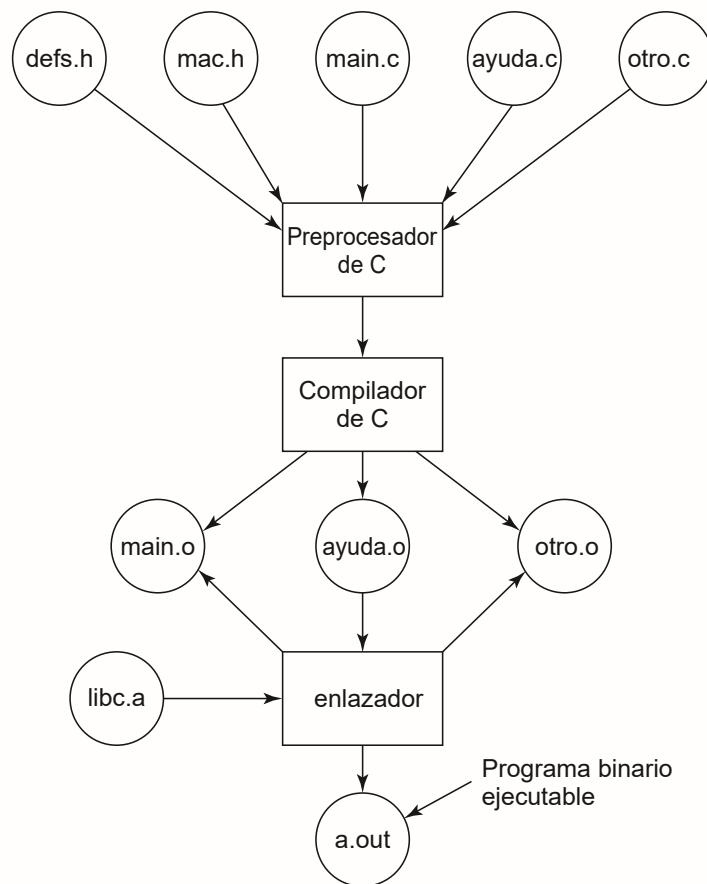 defs.h
mac.h
main.c
ayuda.c
otro.c
Preprocesador
de C
Compilador
de C
main.o
ayuda.o
otro.o
libc.a
enlazador
Programa binario
ejecutable
a.out